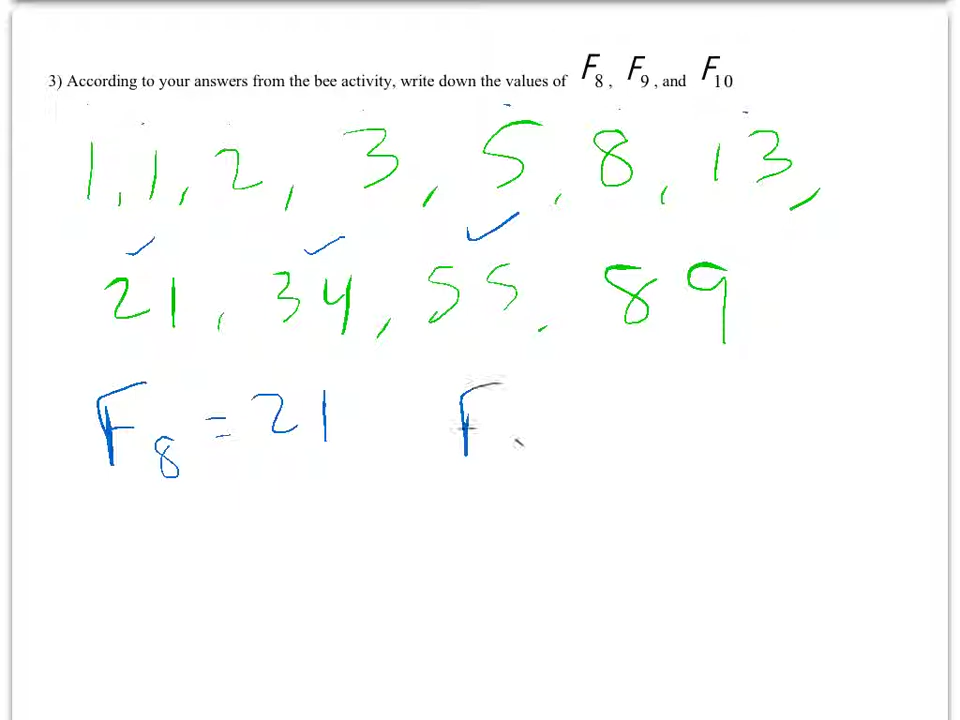 3) According to your answers from the bee activity, write down the values of F8 , F9 , and F10
1, 1, 2, 3, 5, 8, 13,
21, 34, 55, 89
F8 = 21 F